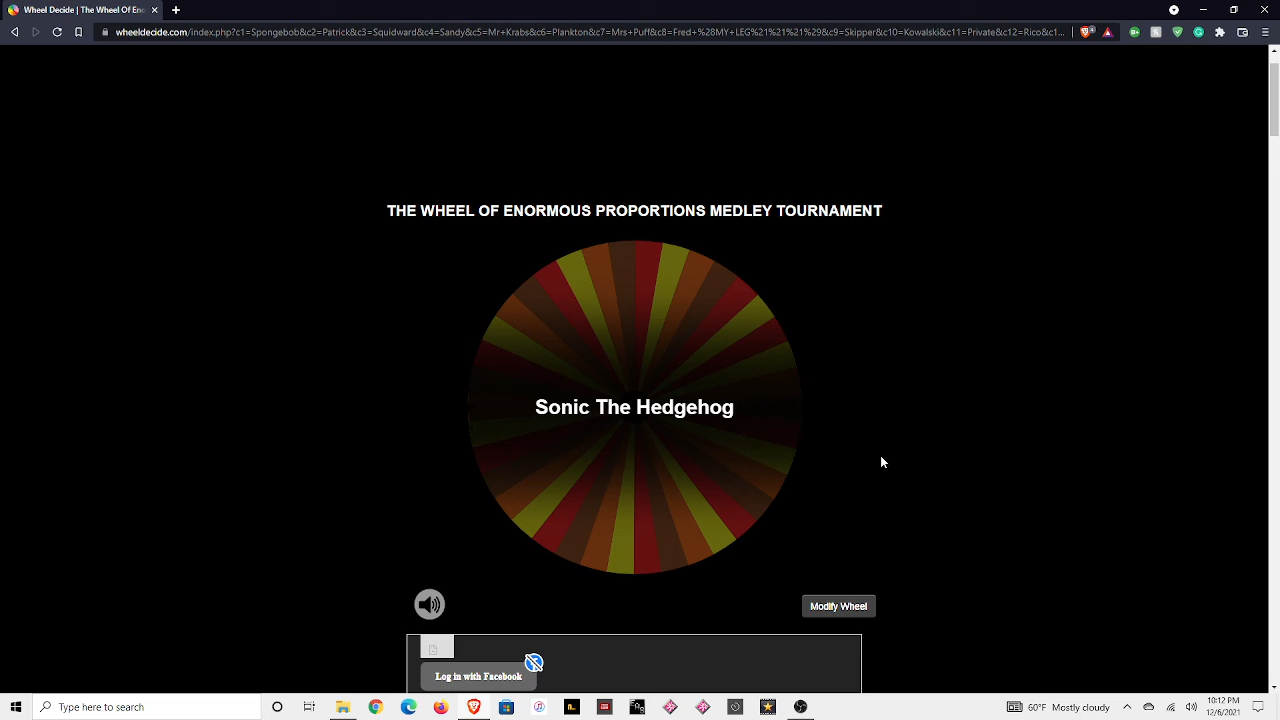 Wheel Decide | The Wheel Of Eno
wheeldecide.com/index.php?c1=Spongebob&c2=Patrick&c3=Squidward&c4=Sandy&c5=Mr+Krabs&c6=Plankton&c7=Mrs+Puff&c8=Fred+%28MY+LEG%21%21%21%29&c9=Skipper&c10=Kowalski&c11=Private&c12=Rico&c1...
THE WHEEL OF ENORMOUS PROPORTIONS MEDLEY TOURNAMENT
Sonic The Hedgehog
Modify Wheel
Log in with Facebook
Type here to search
60°F Mostly cloudy
10:12 PM
12/6/2021